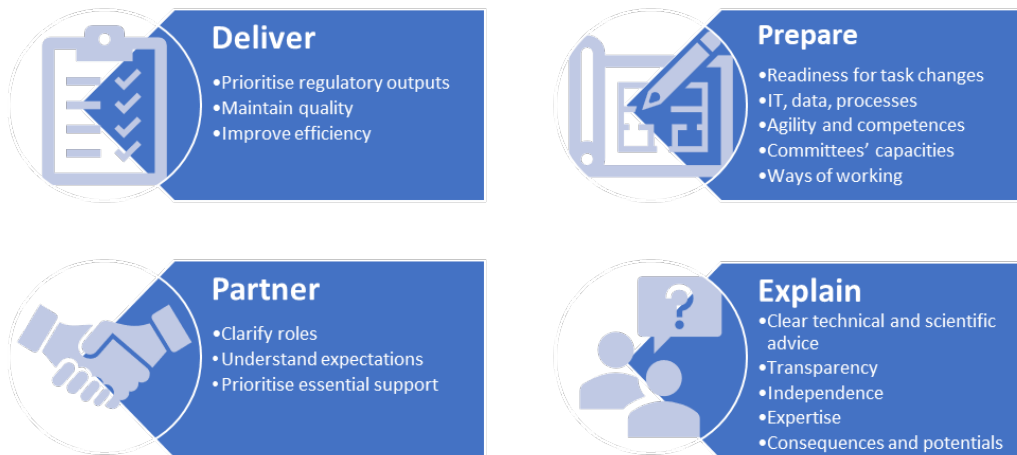 Deliver
•Prioritise regulatory outputs
•Maintain quality
•Improve efficiency
Prepare
•Readiness for task changes
•IT, data, processes
•Agility and competences
•Committees’ capacities
•Ways of working
Partner
•Clarify roles
•Understand expectations
•Prioritise essential support
?
Explain
•Clear technical and scientific
advice
•Transparency
•Independence
•Expertise
•Consequences and potentials